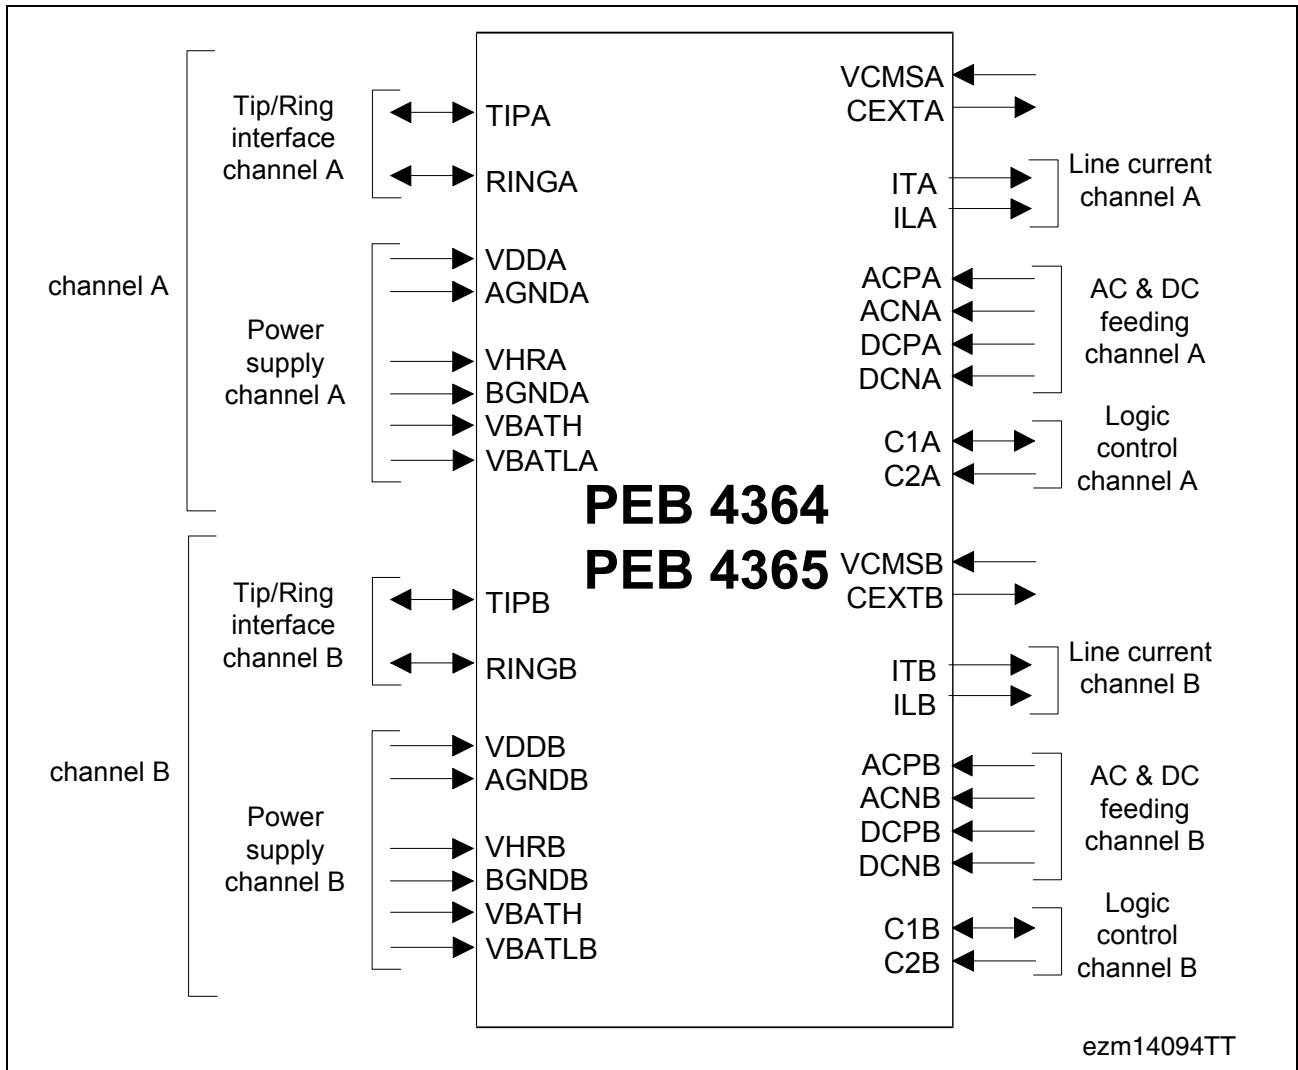 channel A
Tip/Ring
interface
channel A
TIPA
RINGA
Power
supply
channel A
VDDA
AGNDA
VHRA
BGNDA
VBATH
VBATLA
channel B
Tip/Ring
interface
channel B
TIPB
RINGB
Power
supply
channel B
VDDB
AGNDB
VHRB
BGNDB
VBATH
VBATLB
PEB 4364
PEB 4365
VCMSA
CEXTA
ITA
ILA
Line current
channel A
ACPA
ACNA
DCPA
DCNA
AC & DC
feeding
channel A
C1A
C2A
Logic
control
channel A
VCMSB
CEXTB
ITB
ILB
Line current
channel B
ACPB
ACNB
DCPB
DCNB
AC & DC
feeding
channel B
C1B
C2B
Logic
control
channel B
ezm14094TT